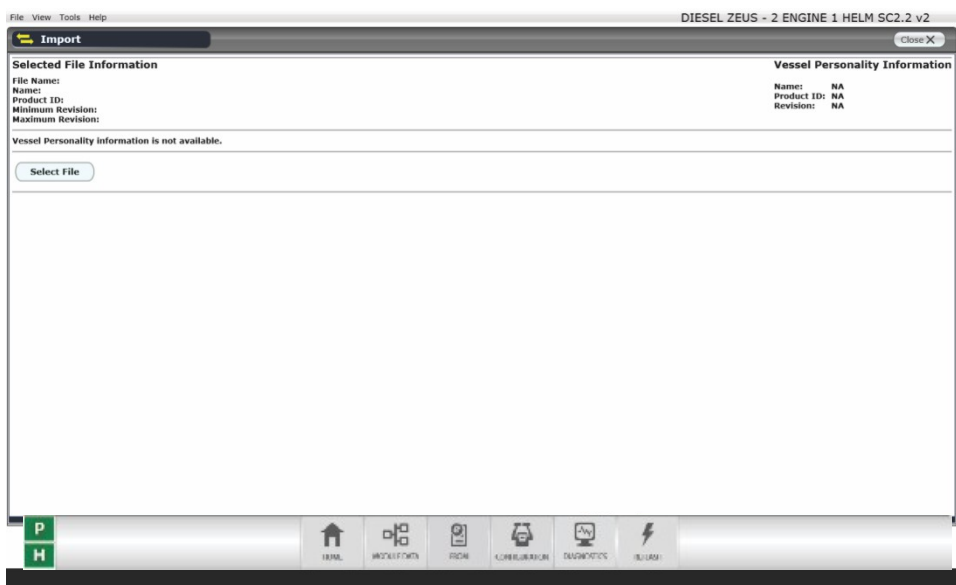 File View Tools Help
DIESEL ZEUS - 2 ENGINE 1 HELM SC2.2 v2
Import
Close X
Selected File Information
File Name:
Name:
Product ID:
Minimum Revision:
Maximum Revision:
Vessel Personality Information
Name: NA
Product ID: NA
Revision: NA
Vessel Personality information is not available.
Select File
P
H
HOME
MODULE DATA
CONFIGURATION
DIAGNOSTICS
REFLASH